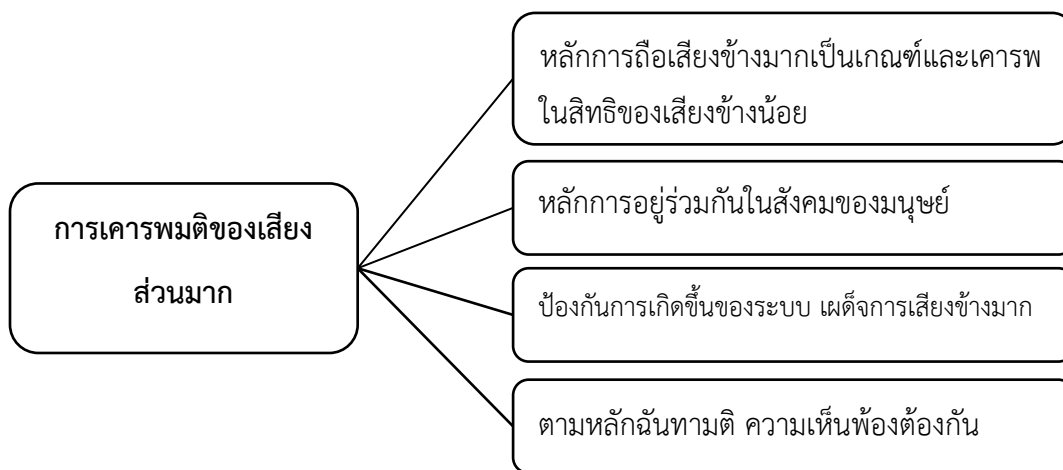 หลักการถือเสียงข้างมากเป็นเกณฑ์และเคารพ
ในสิทธิของเสียงข้างน้อย
หลักการอยู่ร่วมกันในสังคมของมนุษย์
การเคารพมติของเสียง
ส่วนมาก
ป้องกันการเกิดขึ้นของระบบ เผด็จการเสียงข้างมาก
ตามหลักฉันทามติ ความเห็นพ้องต้องกัน